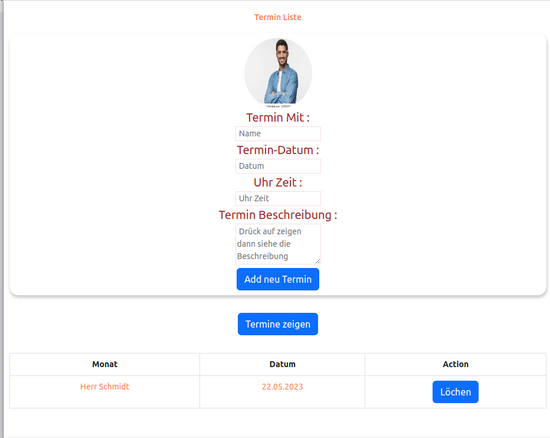 Termin Liste
Termin Mit :
Name
Termin-Datum :
Datum
Uhr Zeit :
Uhr Zeit
Termin Beschreibung :
Drück auf zeigen
dann siehe die
Beschreibung
Add neu Termin
Termine zeigen
Monat Datum Action
Herr Schmidt 22.05.2023 Löchen